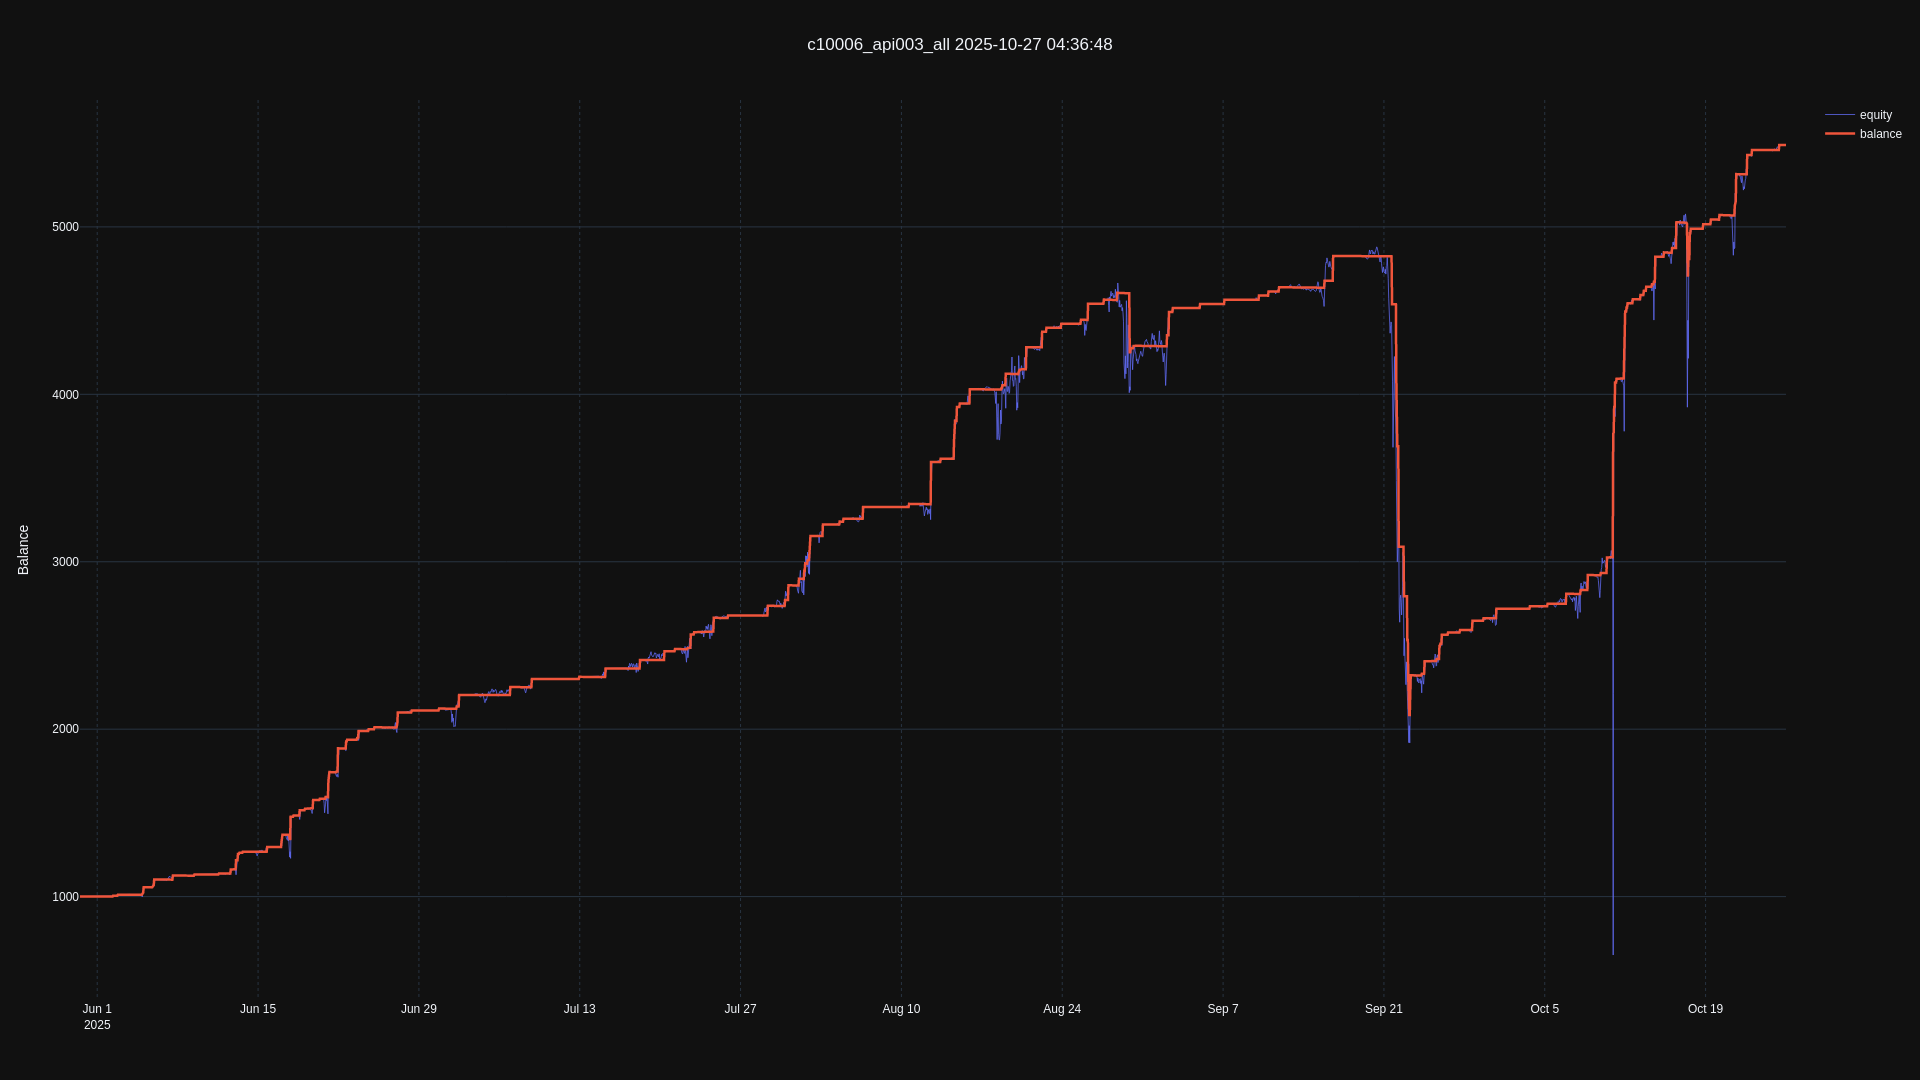 c10006_api003_all 2025-10-27 04:36:48
equity
balance
Balance
5000
4000
3000
2000
1000
Jun 1
2025
Jun 15
Jun 29
Jul 13
Jul 27
Aug 10
Aug 24
Sep 7
Sep 21
Oct 5
Oct 19